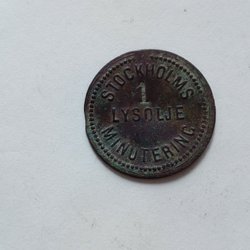 STOCKHOLMS
1
LYSOLJE
MINUTERING